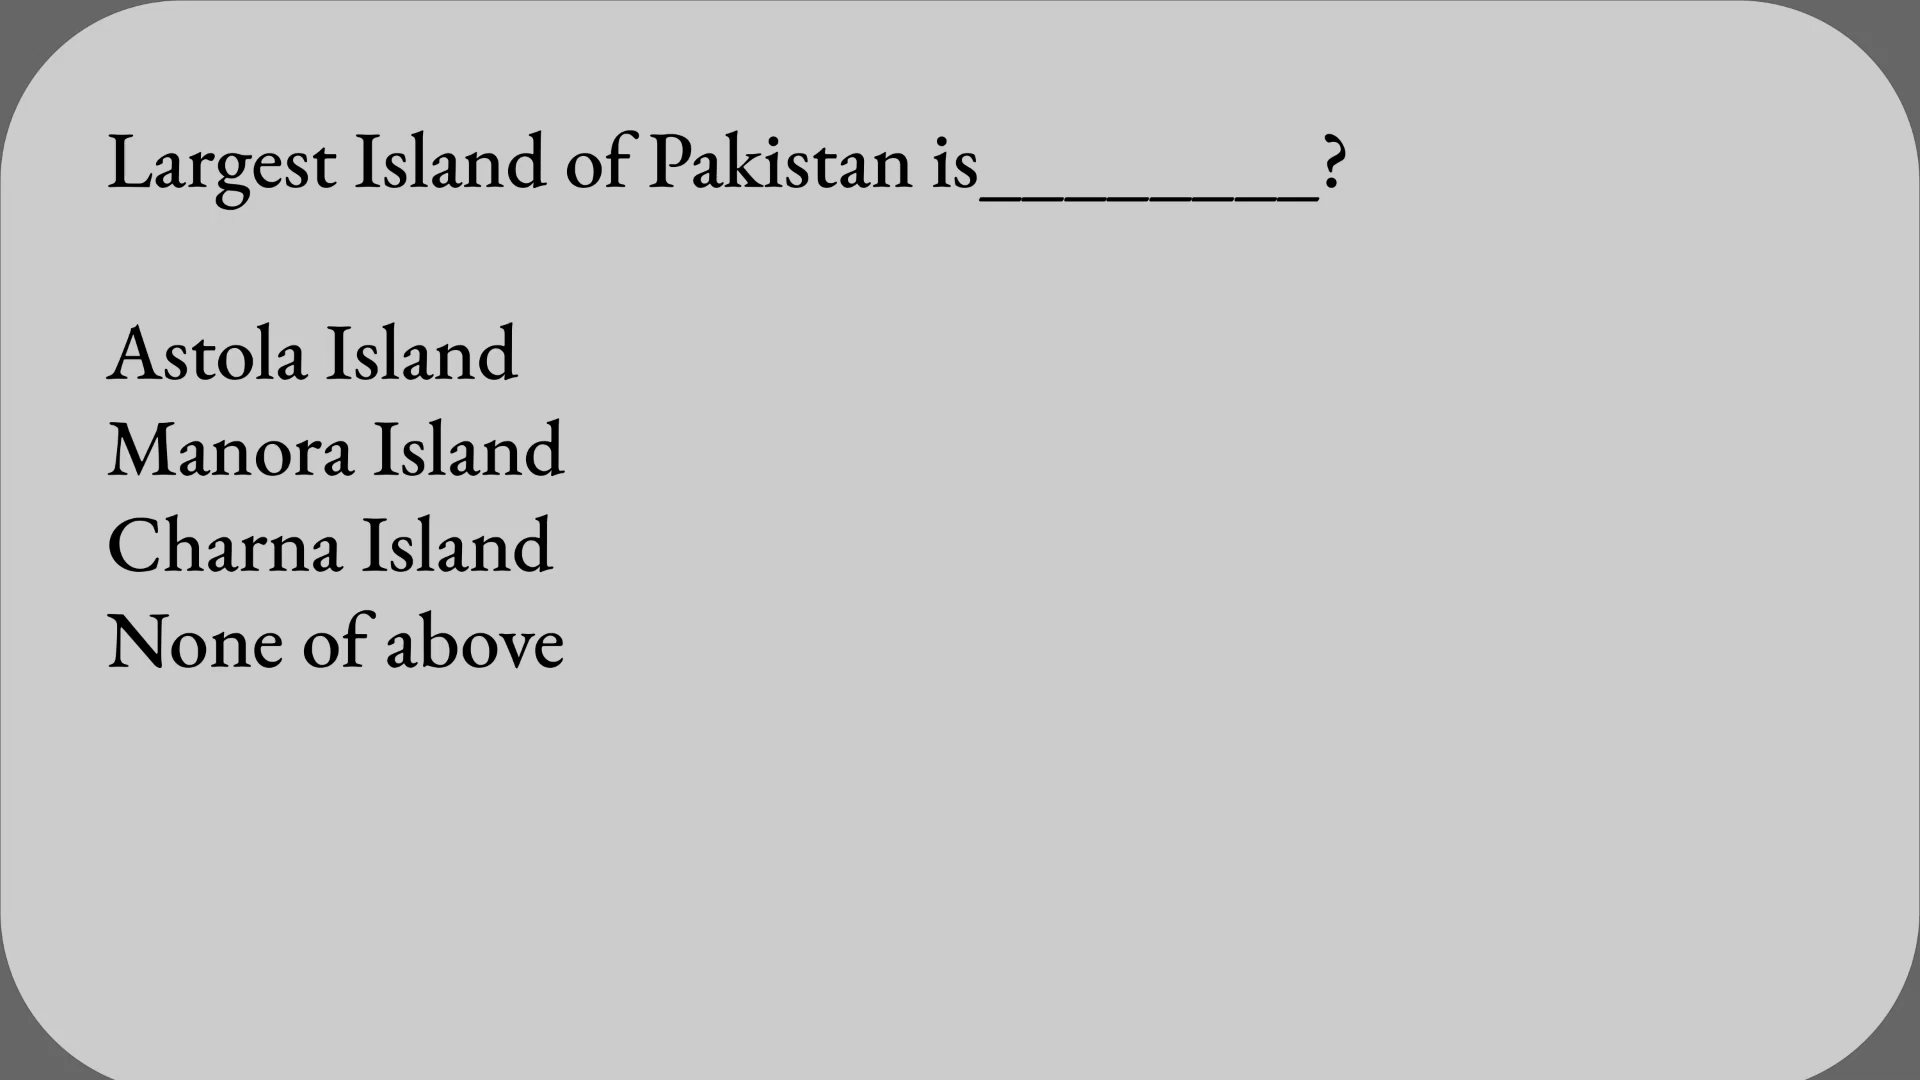 Largest Island of Pakistan is________?
Astola Island
Manora Island
Charna Island
None of above